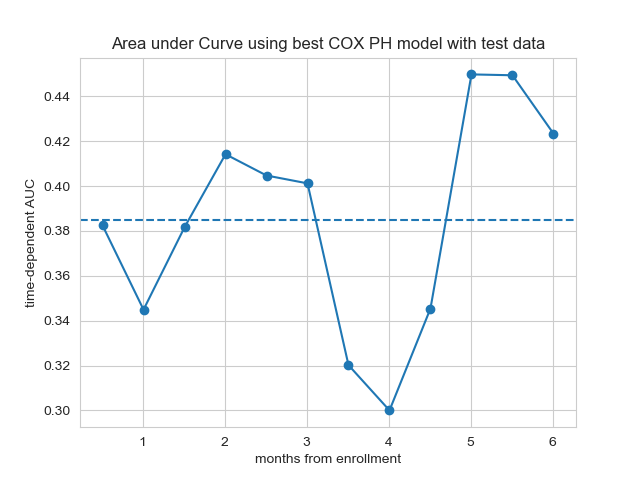 Area under Curve using best COX PH model with test data
time-dependent AUC
0.44
0.42
0.40
0.38
0.36
0.34
0.32
0.30
1 2 3 4 5 6
months from enrollment